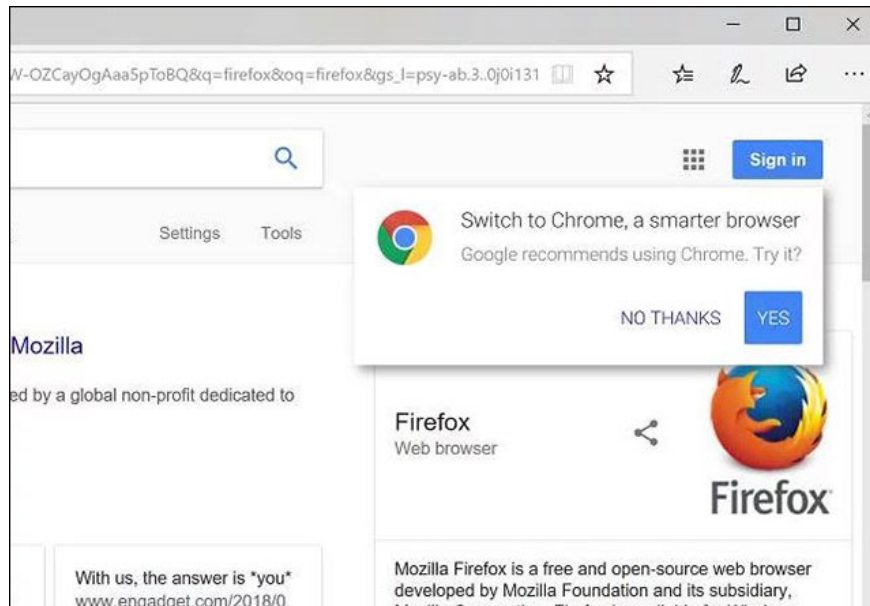 W-OZCayOgAaa5pToBQ&q=firefox&oq=firefox&gs_l=psy-ab.3..0j0i131
Sign in
Settings Tools
Switch to Chrome, a smarter browser
Google recommends using Chrome. Try it?
NO THANKS YES
Mozilla
ed by a global non-profit dedicated to
Firefox
Web browser
Firefox
With us, the answer is *you*
www.engadget.com/2018/0
Mozilla Firefox is a free and open-source web browser
developed by Mozilla Foundation and its subsidiary,